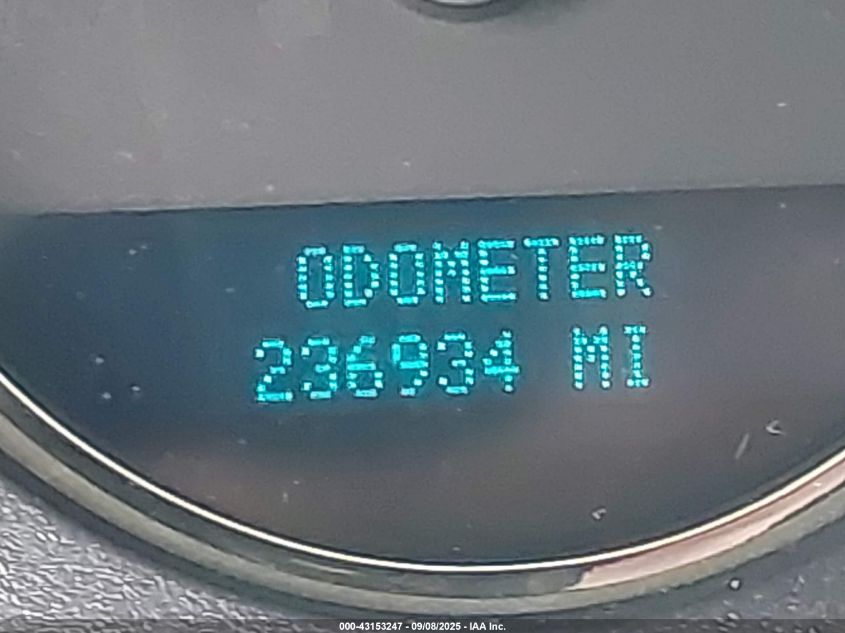 ODOMETER
236934 MI
000-43153247 - 09/08/2025 - IAA Inc.